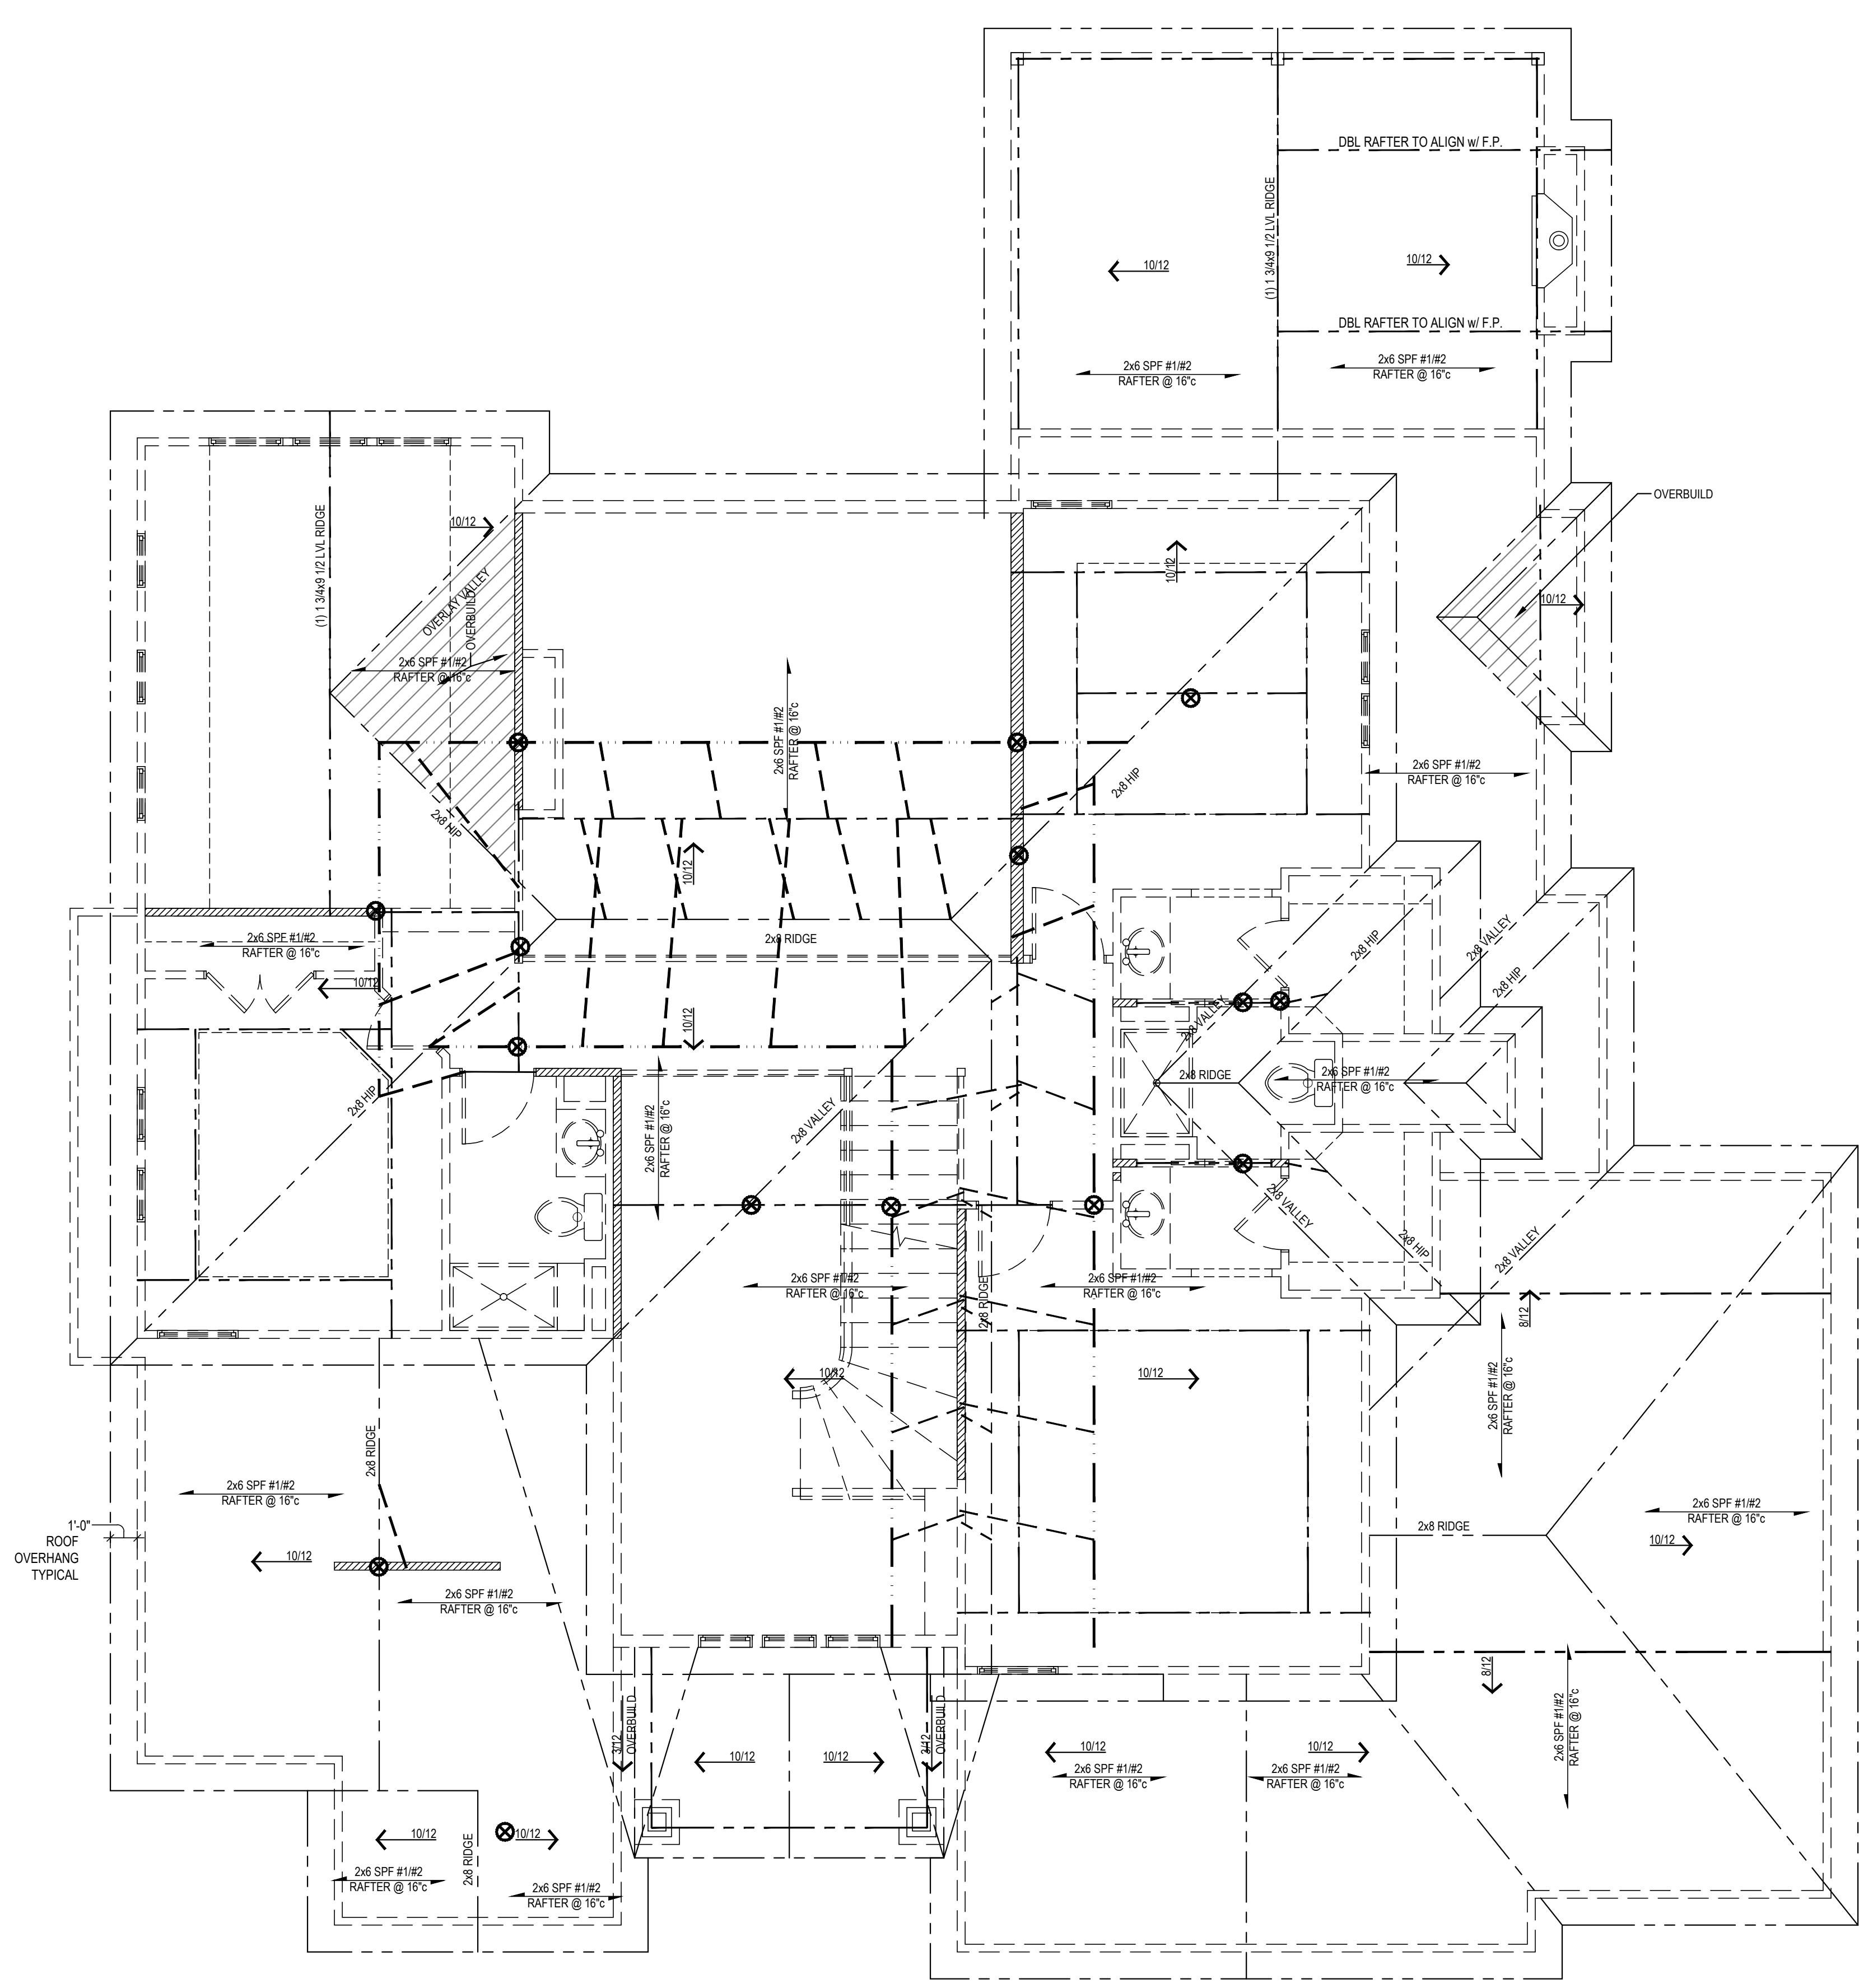 DBL RAFTER TO ALIGN w/ F.P.
(1) 1 3/4x9 1/2 LVL RIDGE
10/12
10/12
DBL RAFTER TO ALIGN w/ F.P.
2x6 SPF #1/#2
RAFTER @ 16"c
2x6 SPF #1/#2
RAFTER @ 16"c
OVERBUILD
10/12
(1) 1 3/4x9 1/2 LVL RIDGE
OVERLAY VALLEY
OVERBUILD
2x6 SPF #1/#2
RAFTER @ 16"c
10/12
10/12
2x6 SPF #1/#2
RAFTER @ 16"c
2x8 HIP
2x8 HIP
2x6 SPF #1/#2
RAFTER @ 16"c
10/12
2x8 RIDGE
2x6 SPF #1/#2
RAFTER @ 16"c
10/12
10/12
2x8 HIP
2x8 VALLEY
2x8 HIP
2x8 VALLEY
2x8 RIDGE
2x6 SPF #1/#2
RAFTER @ 16"c
2x8 HIP
2x6 SPF #1/#2
RAFTER @ 16"c
2x8 VALLEY
2x8 VALLEY
2x8 HIP
2x8 VALLEY
2x6 SPF #1/#2
RAFTER @ 16"c
2x8 RIDGE
2x6 SPF #1/#2
RAFTER @ 16"c
8/12
10/12
10/12
2x6 SPF #1/#2
RAFTER @ 16"c
2x8 RIDGE
2x6 SPF #1/#2
RAFTER @ 16"c
1'-0"
ROOF
OVERHANG
TYPICAL
10/12
2x6 SPF #1/#2
RAFTER @ 16"c
2x8 RIDGE
2x6 SPF #1/#2
RAFTER @ 16"c
10/12
8/12
2x6 SPF #1/#2
RAFTER @ 16"c
3/12
OVERBUILD
10/12
10/12
3/12
OVERBUILD
10/12
2x6 SPF #1/#2
RAFTER @ 16"c
10/12
2x6 SPF #1/#2
RAFTER @ 16"c
10/12
10/12
2x8 RIDGE
2x6 SPF #1/#2
RAFTER @ 16"c
2x6 SPF #1/#2
RAFTER @ 16"c